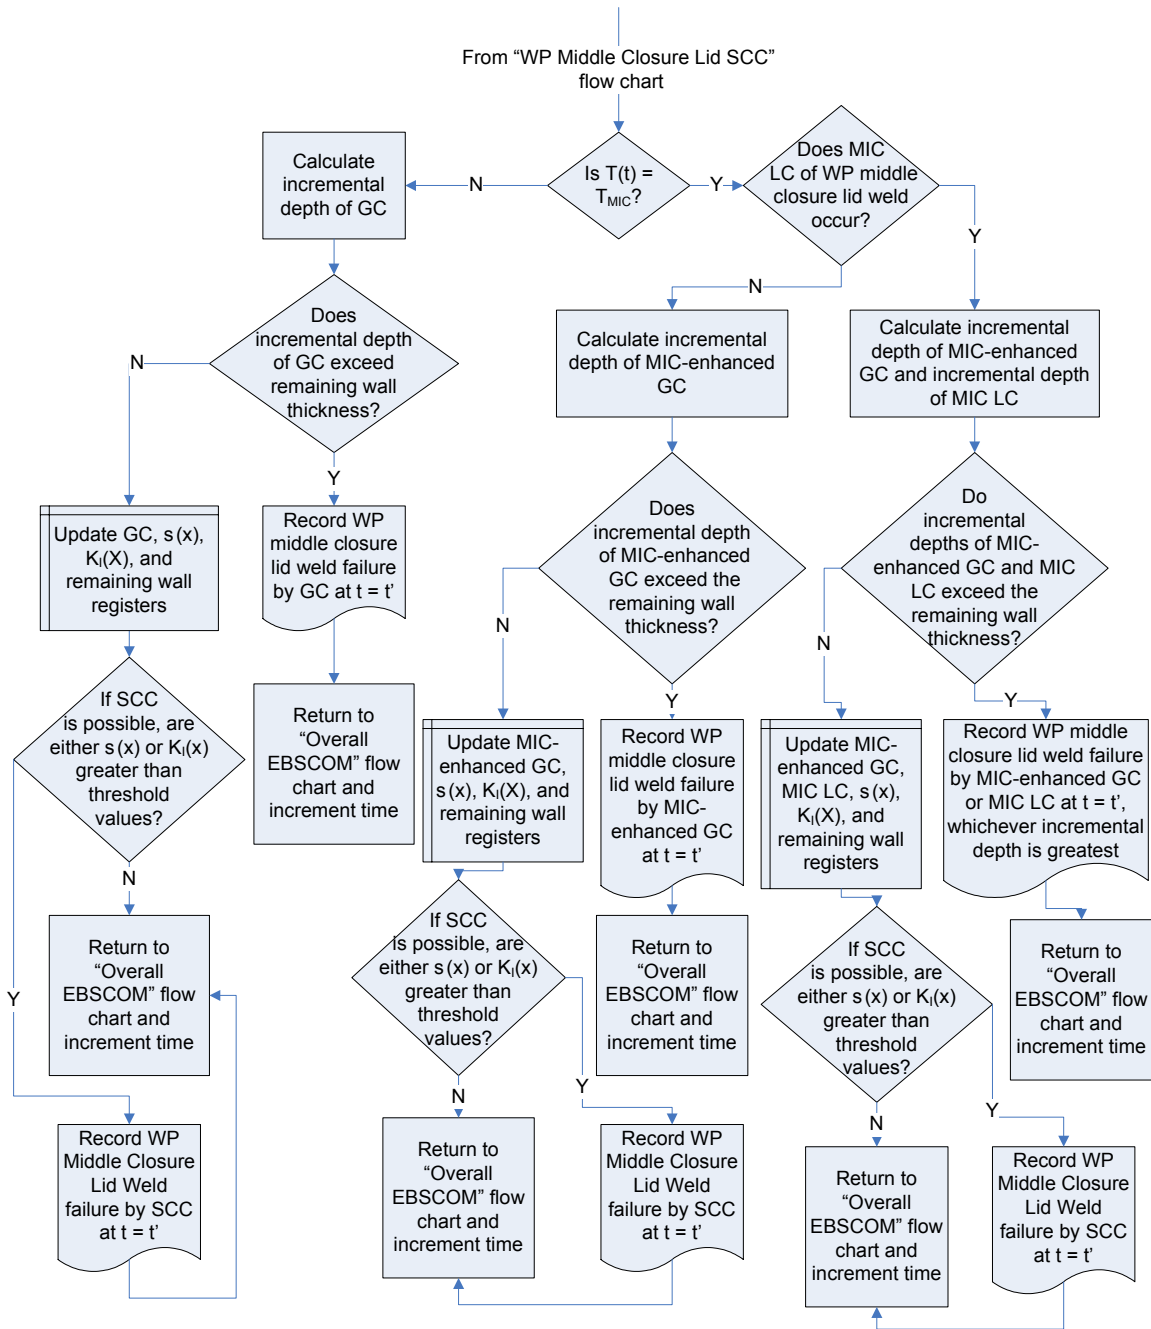 From “WP Middle Closure Lid SCC”
flow chart
Is T(t) =
TMIC?
N
Y
Calculate
incremental
depth of GC
Does MIC
LC of WP middle
closure lid weld
occur?
N
Y
Does
incremental depth
of GC exceed
remaining wall
thickness?
N
Y
Calculate incremental
depth of MIC-enhanced
GC
Calculate incremental
depth of MIC-enhanced
GC and incremental depth
of MIC LC
Update GC, s(x),
KI(X), and
remaining wall
registers
Record WP
middle closure
lid weld failure
by GC at t = t’
Does
incremental depth
of MIC-enhanced
GC exceed the
remaining wall
thickness?
N
Y
Do
incremental
depths of MIC-
enhanced GC and MIC
LC exceed the
remaining wall
thickness?
N
Y
If SCC
is possible, are
either s(x) or KI(x)
greater than
threshold
values?
N
Y
Return to
“Overall
EBSCOM” flow
chart and
increment time
Update MIC-
enhanced GC,
s(x), KI(X), and
remaining wall
registers
Record WP
middle closure
lid weld failure
by MIC-
enhanced GC
at t = t’
Update MIC-
enhanced GC,
MIC LC, s(x),
KI(X), and
remaining wall
registers
Record WP middle
closure lid weld failure
by MIC-enhanced GC
or MIC LC at t = t’,
whichever incremental
depth is greatest
Return to
“Overall
EBSCOM” flow
chart and
increment time
If SCC
is possible, are
either s(x) or KI(x)
greater than
threshold
values?
N
Y
Return to
“Overall
EBSCOM” flow
chart and
increment time
If SCC
is possible, are
either s(x) or KI(x)
greater than
threshold
values?
N
Y
Return to
“Overall
EBSCOM” flow
chart and
increment time
Record WP
Middle Closure
Lid Weld
failure by SCC
at t = t’
Return to
“Overall
EBSCOM” flow
chart and
increment time
Record WP
Middle Closure
Lid Weld
failure by SCC
at t = t’
Return to
“Overall
EBSCOM” flow
chart and
increment time
Record WP
Middle Closure
Lid Weld
failure by SCC
at t = t’